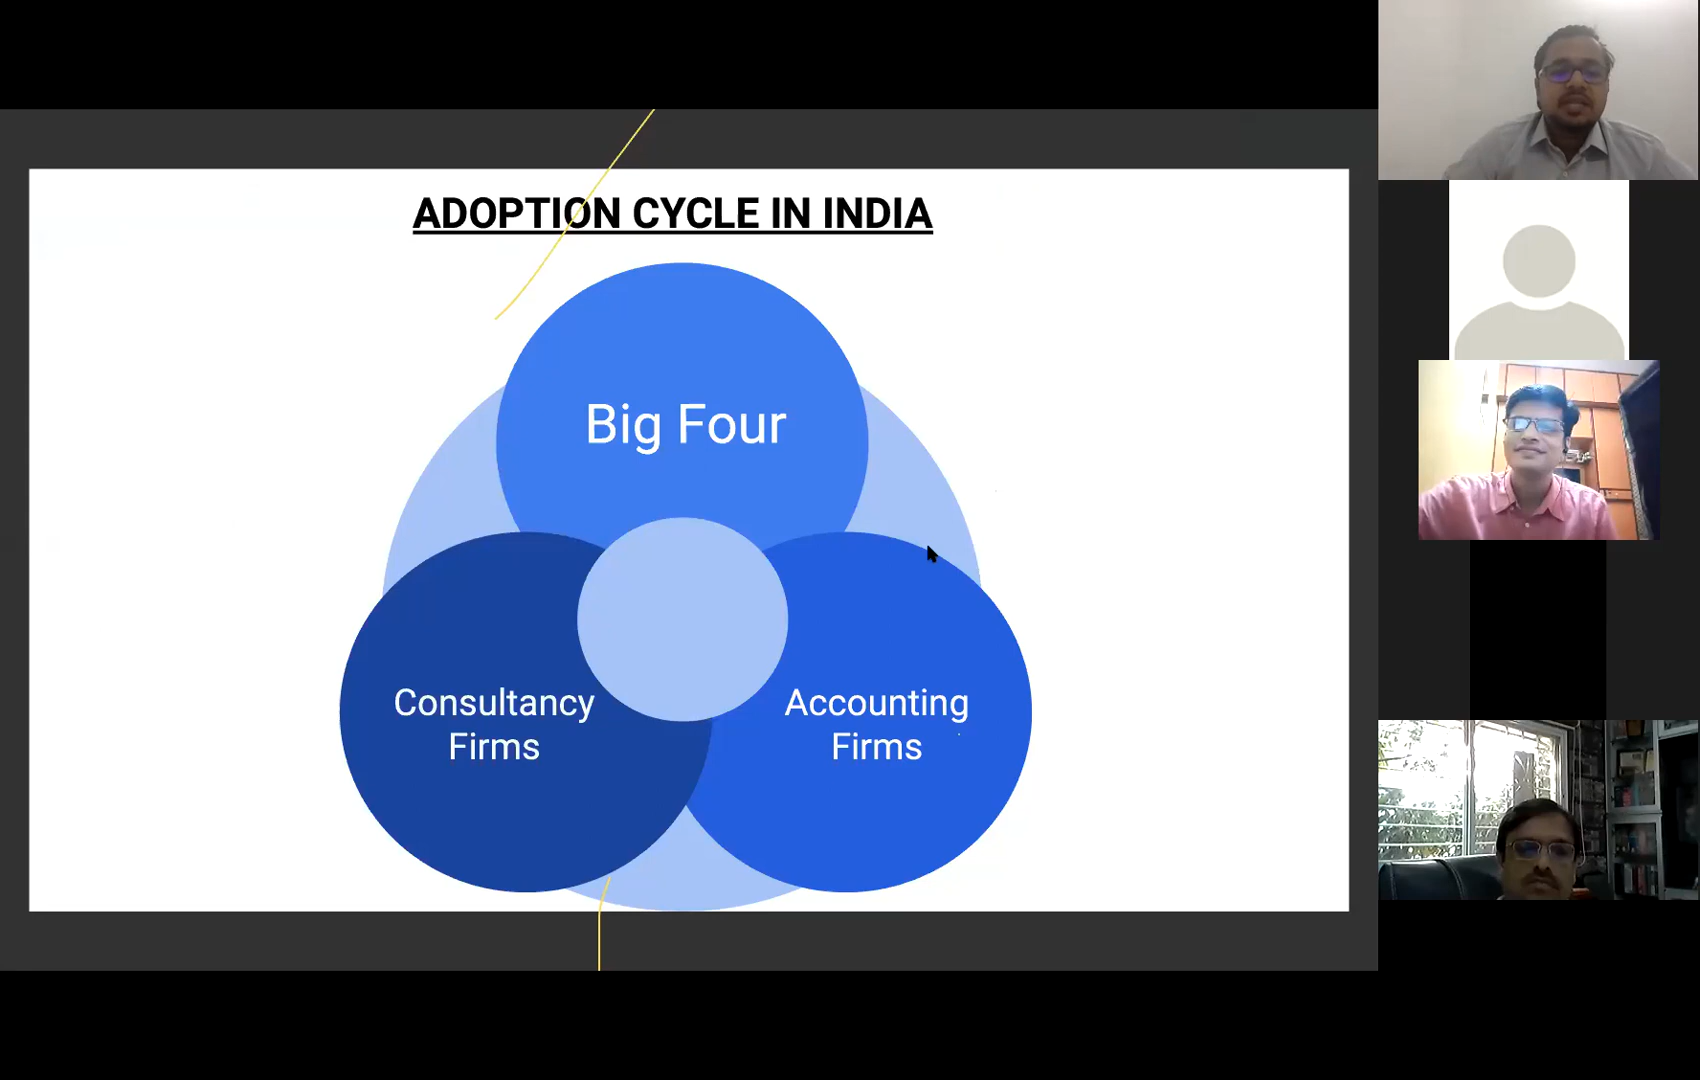 ADOPTION CYCLE IN INDIA
Big Four
Consultancy
Firms
Accounting
Firms